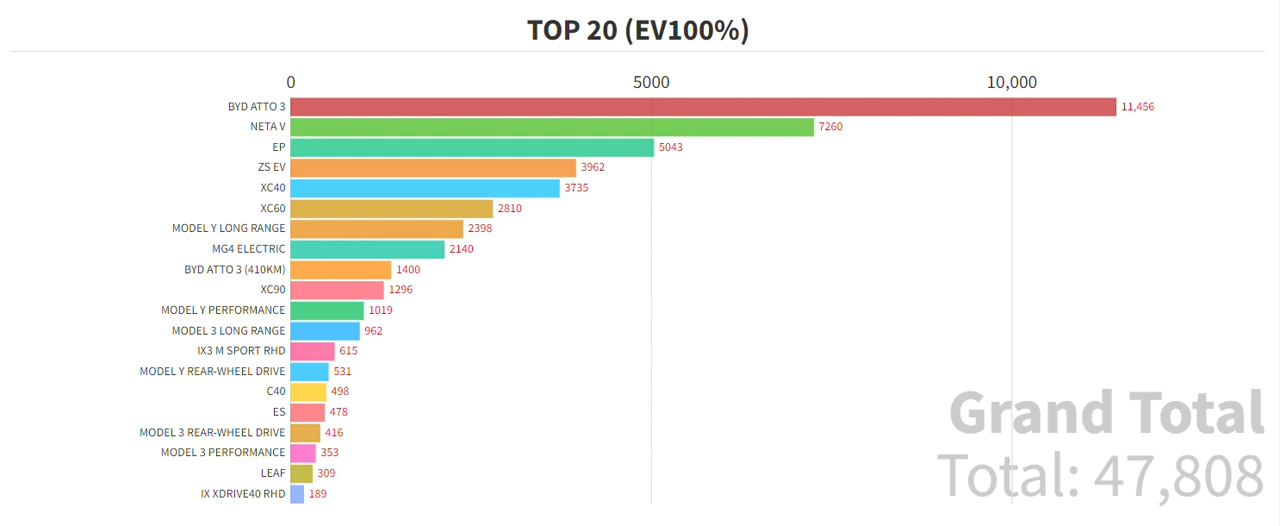 TOP 20 (EV100%)
0 5000 10,000
BYD ATTO 3 11,456
NETA V 7260
EP 5043
ZS EV 3962
XC40 3735
XC60 2810
MODEL Y LONG RANGE 2398
MG4 ELECTRIC 2140
BYD ATTO 3 (410KM) 1400
XC90 1296
MODEL Y PERFORMANCE 1019
MODEL 3 LONG RANGE 962
IX3 M SPORT RHD 615
MODEL Y REAR-WHEEL DRIVE 531
C40 498
ES 478
MODEL 3 REAR-WHEEL DRIVE 416
MODEL 3 PERFORMANCE 353
LEAF 309
IX XDRIVE40 RHD 189
Grand Total
Total: 47,808